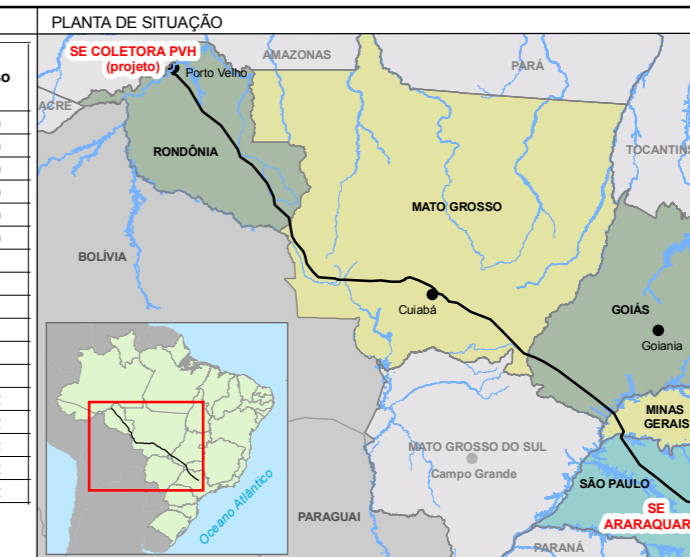 PLANTA DE SITUAÇÃO
SE COLETORA PVH
(projeto)
Porto Velho
AMAZONAS
PARÁ
ACRE
RONDÔNIA
TOCANTINS
MATO GROSSO
BOLÍVIA
Cuiabá
GOIÁS
Goiania
MINAS
GERAIS
MATO GROSSO DO SUL
Campo Grande
SÃO PAULO
SE
ARARAQUAR
PARAGUAI
PARANÁ
Oceano Atlântico